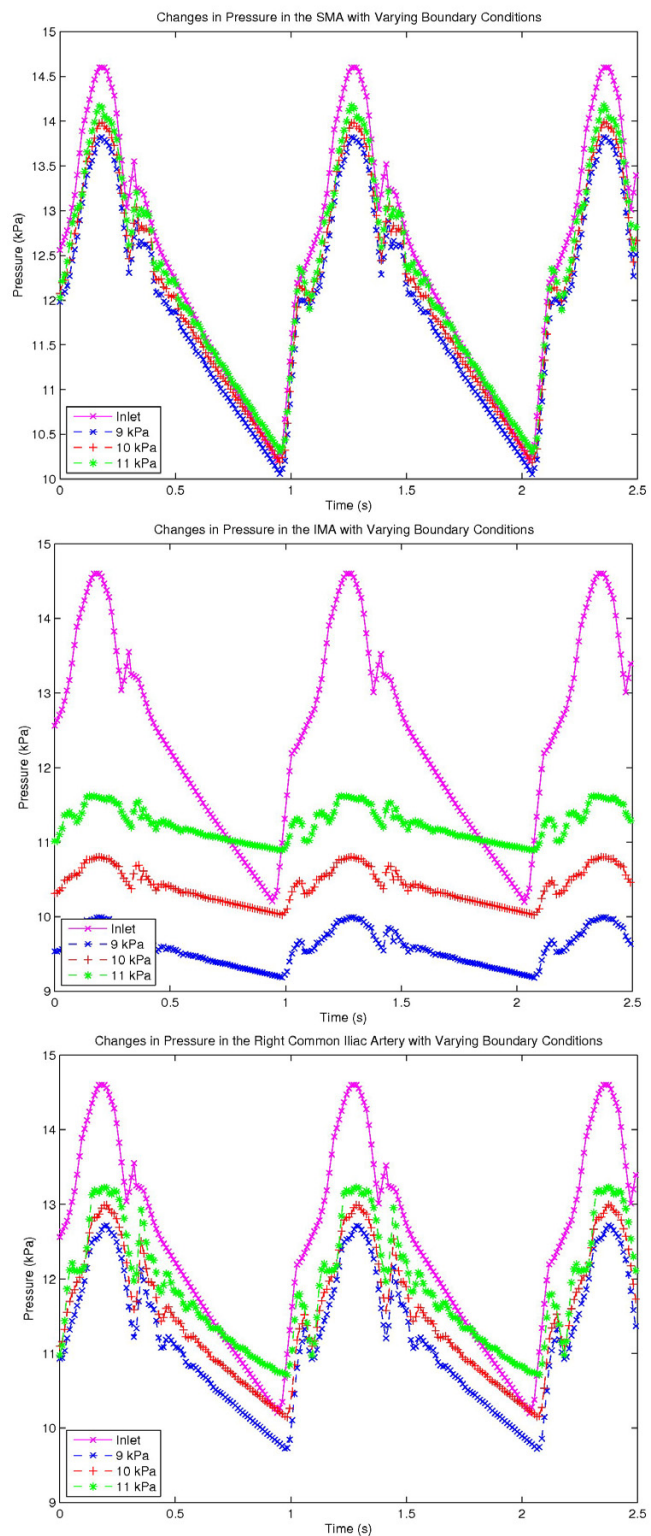 Changes in Pressure in the SMA with Varying Boundary Conditions
15
14.5
14
13.5
13
12.5
12
11.5
11
10.5
10
Pressure (kPa)
Inlet
9 kPa
10 kPa
11 kPa
0 0.5 1 1.5 2 2.5
Time (s)
Changes in Pressure in the IMA with Varying Boundary Conditions
15
14
13
12
11
10
9
Pressure (kPa)
Inlet
9 kPa
10 kPa
11 kPa
0 0.5 1 1.5 2 2.5
Time (s)
Changes in Pressure in the Right Common Iliac Artery with Varying Boundary Conditions
15
14
13
12
11
10
9
Pressure (kPa)
Inlet
9 kPa
10 kPa
11 kPa
0 0.5 1 1.5 2 2.5
Time (s)